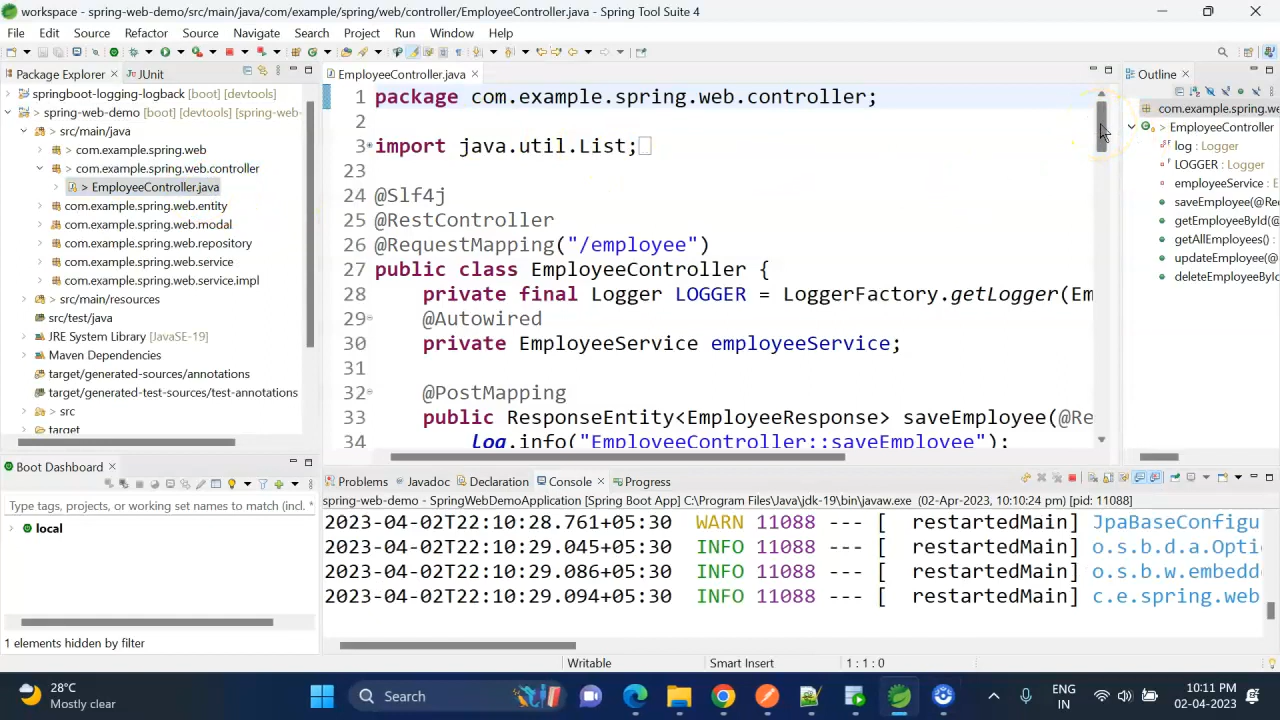 workspace - spring-web-demo/src/main/java/com/example/spring/web/controller/EmployeeController.java - Spring Tool Suite 4
File Edit Source Refactor Source Navigate Search Project Run Window Help
Package Explorer JUnit
springboot-logging-logback [boot] [devtools]
> spring-web-demo [boot] [devtools] [spring-web-
> src/main/java
> com.example.spring.web
> com.example.spring.web.controller
> EmployeeController.java
com.example.spring.web.entity
com.example.spring.web.modal
com.example.spring.web.repository
com.example.spring.web.service
com.example.spring.web.service.impl
> src/main/resources
src/test/java
JRE System Library [JavaSE-19]
Maven Dependencies
target/generated-sources/annotations
target/generated-test-sources/test-annotations
> src
target
EmployeeController.java
1 package com.example.spring.web.controller;
2
3 import java.util.List;
23
24 @Slf4j
25 @RestController
26 @RequestMapping("/employee")
27 public class EmployeeController {
28 private final Logger LOGGER = LoggerFactory.getLogger(Em
29 @Autowired
30 private EmployeeService employeeService;
31
32 @PostMapping
33 public ResponseEntity<EmployeeResponse> saveEmployee(@Re
34 log.info("EmployeeController::saveEmployee");
Outline
com.example.spring.we
> EmployeeController
log : Logger
LOGGER : Logger
employeeService : E
saveEmployee(@Re
getEmployeeById(@
getAllEmployees() :
updateEmployee(@
deleteEmployeeById
Boot Dashboard
Type tags, projects, or working set names to match (incl. *
local
1 elements hidden by filter
Problems Javadoc Declaration Console Progress
spring-web-demo - SpringWebDemoApplication [Spring Boot App] C:\Program Files\Java\jdk-19\bin\javaw.exe (02-Apr-2023, 10:10:24 pm) [pid: 11088]
2023-04-02T22:10:28.761+05:30 WARN 11088 --- [ restartedMain] JpaBaseConfigu
2023-04-02T22:10:29.045+05:30 INFO 11088 --- [ restartedMain] o.s.b.d.a.Opti
2023-04-02T22:10:29.086+05:30 INFO 11088 --- [ restartedMain] o.s.b.w.embedd
2023-04-02T22:10:29.094+05:30 INFO 11088 --- [ restartedMain] c.e.spring.web
Writable Smart Insert 1 : 1 : 0
28°C
Mostly clear
Search
ENG
IN
10:11 PM
02-04-2023